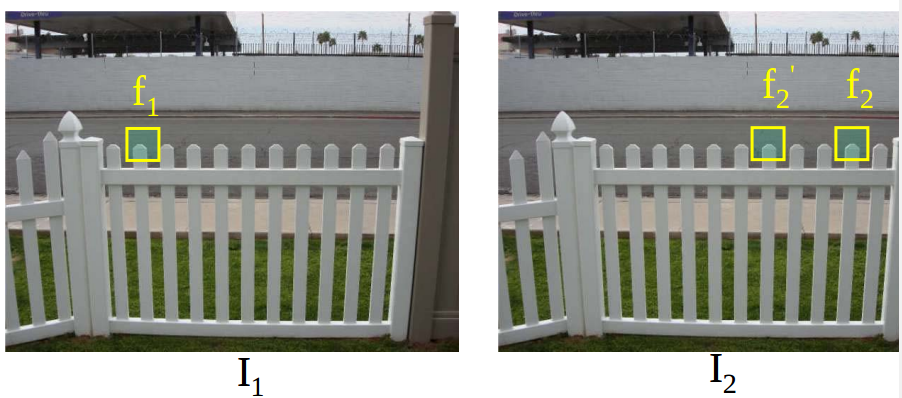 f₁
f₂'
f₂
I₁
I₂